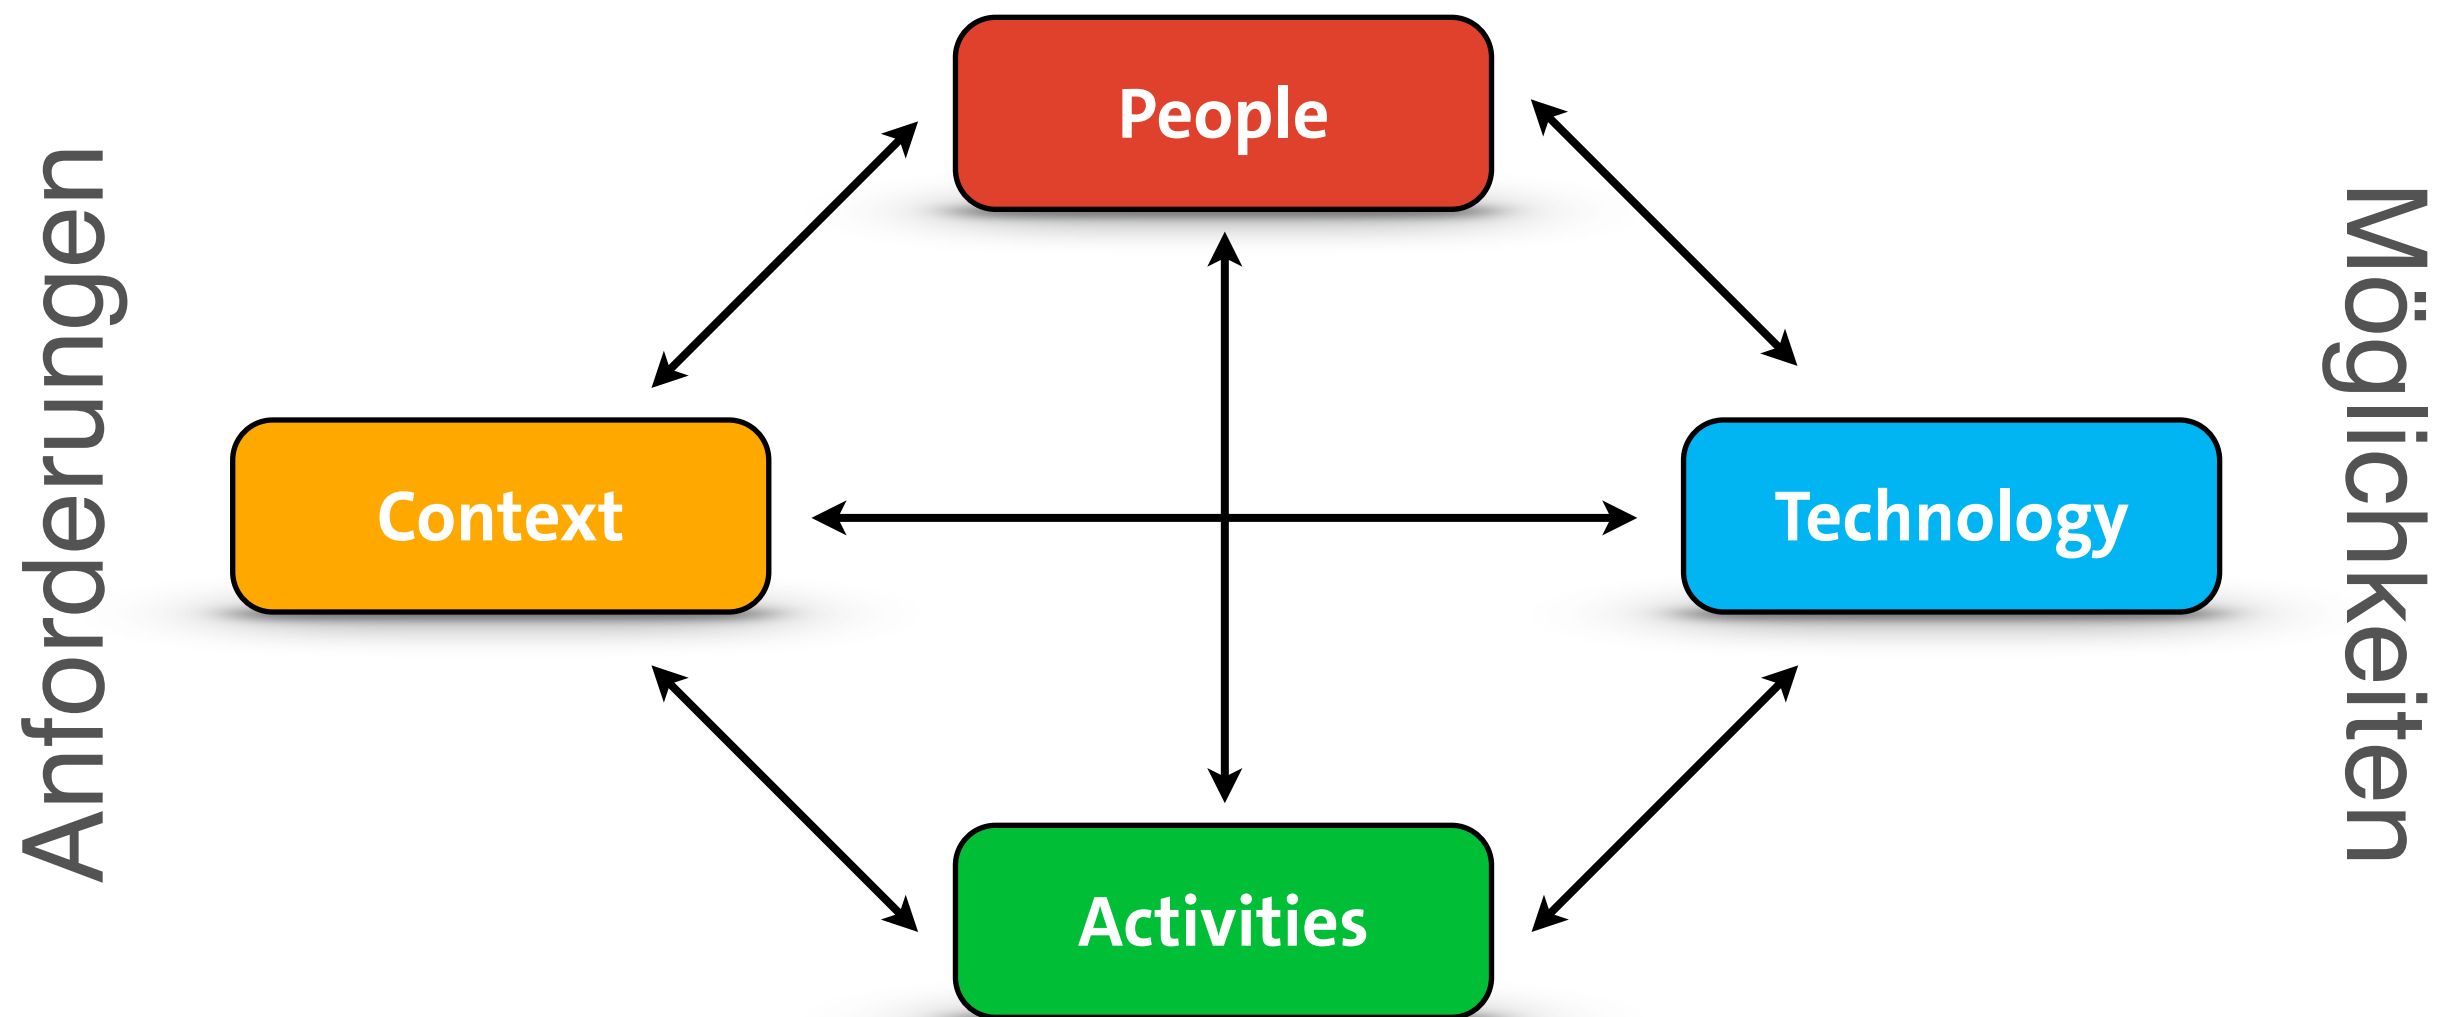 People
Anforderungen
Möglichkeiten
Context
Technology
Activities